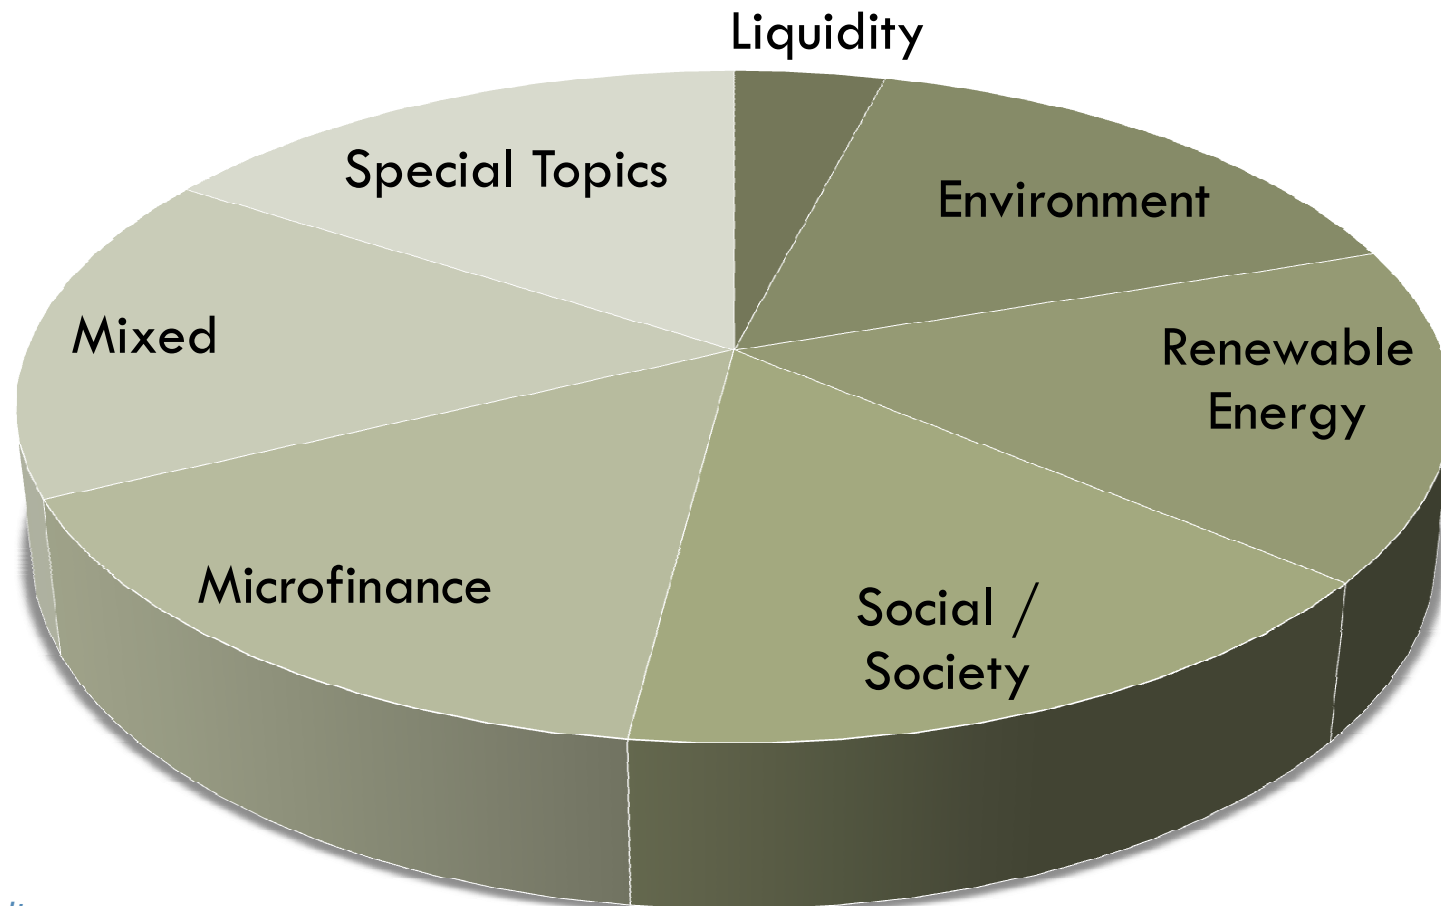 Liquidity
Special Topics
Environment
Mixed
Renewable
Energy
Microfinance
Social /
Society